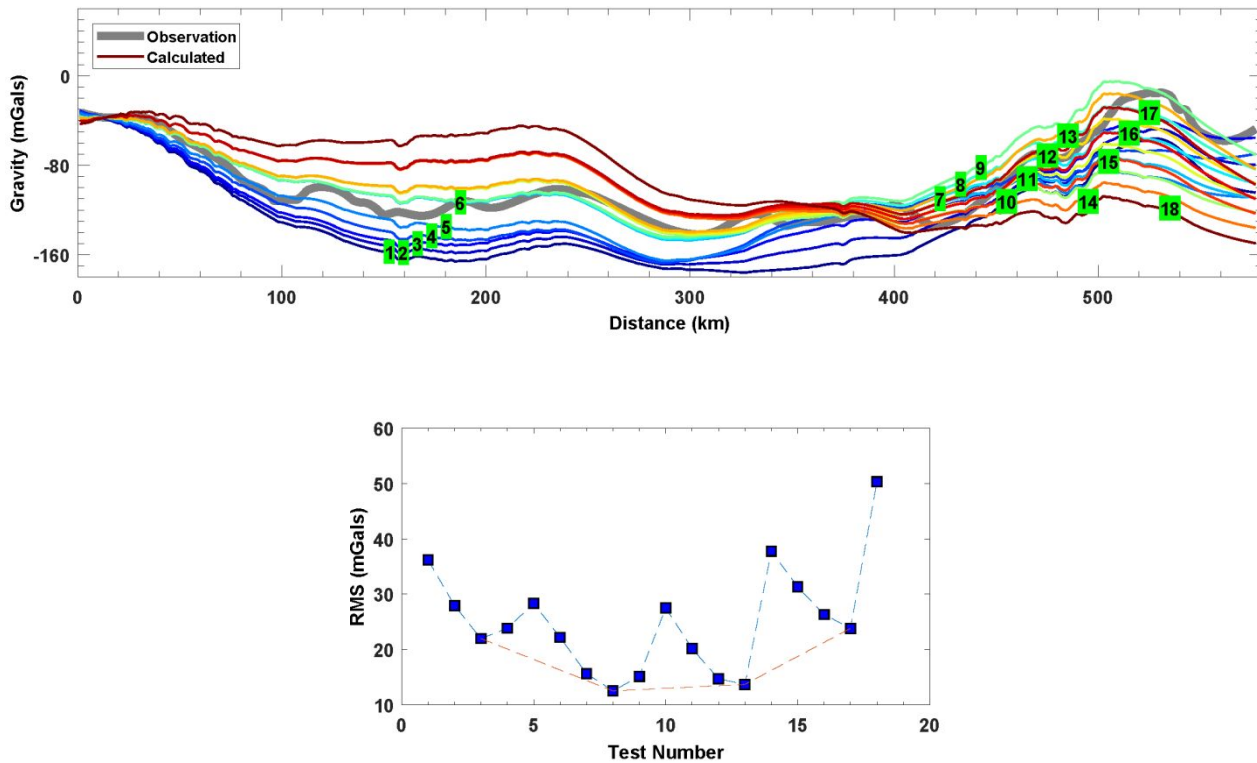 Observation
Calculated
Gravity (mGals)
0
-80
-160
1 2 3 4 5 6 7 8 9 10 11 12 13 14 15 16 17 18
0 100 200 300 400 500
Distance (km)
RMS (mGals)
60
50
40
30
20
10
0 5 10 15 20
Test Number